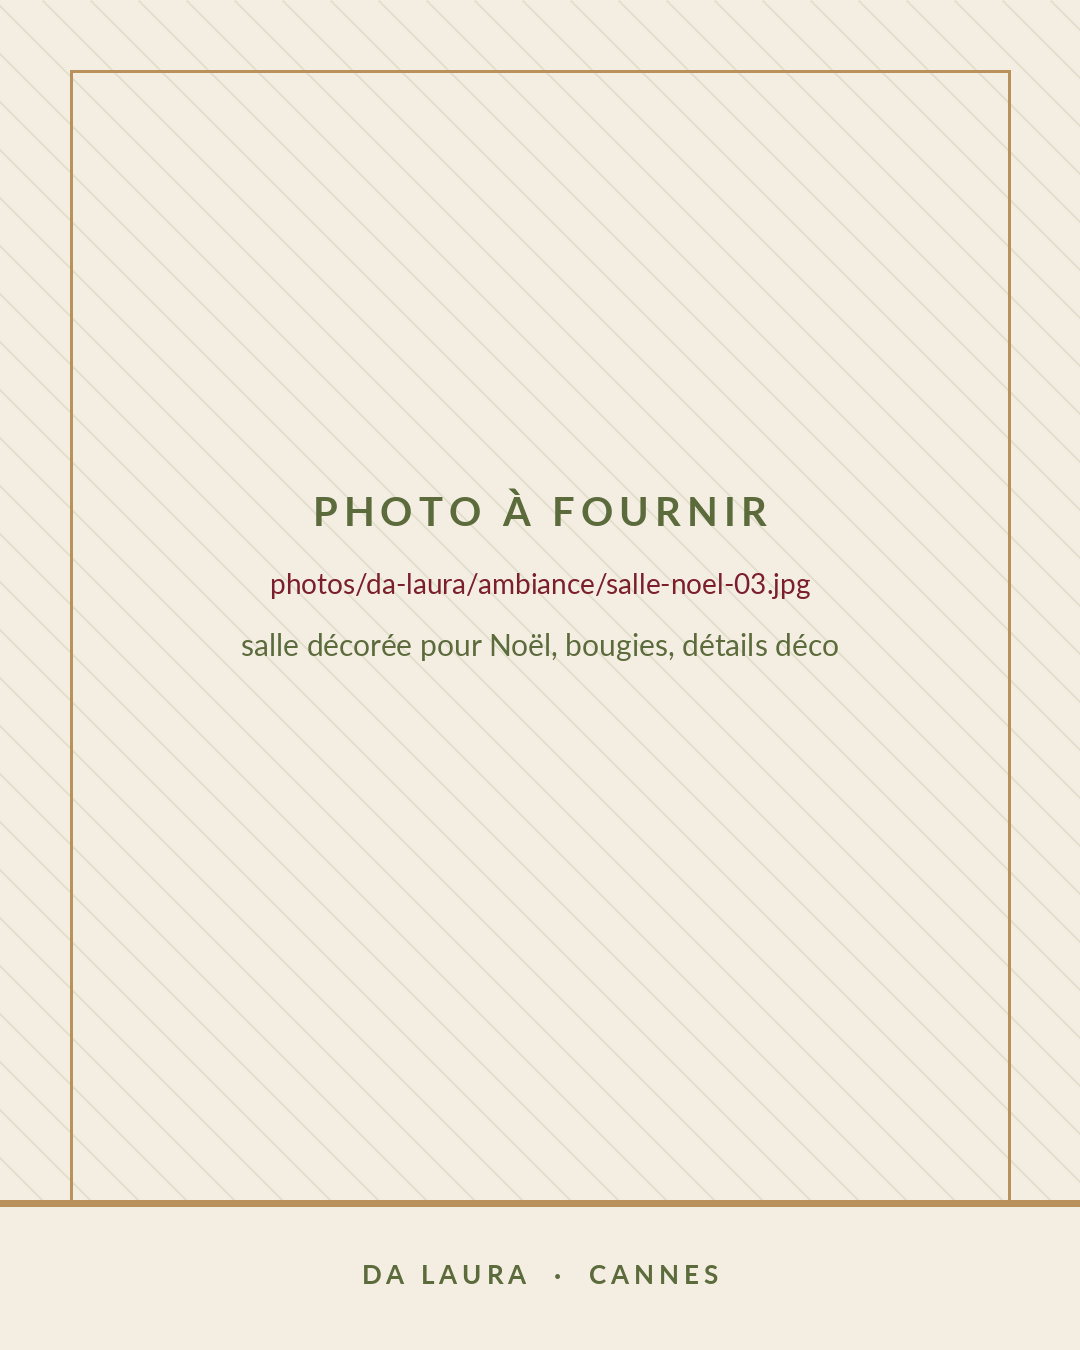 PHOTO À FOURNIR
photos/da-laura/ambiance/salle-noel-03.jpg
salle décorée pour Noël, bougies, détails déco
DA LAURA · CANNES